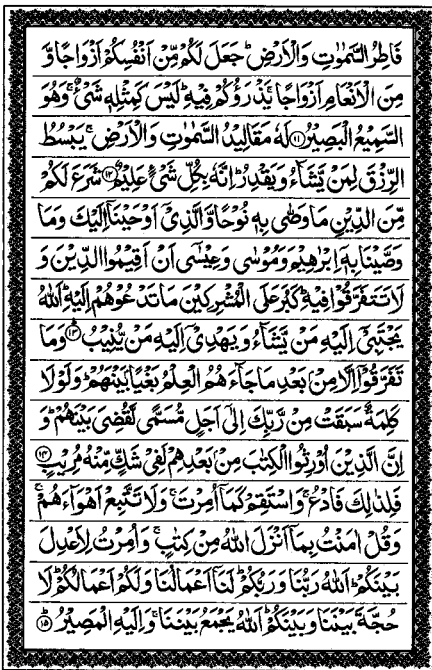 فَاطِرُ السَّمٰوٰتِ وَالْاَرْضِ ؕ جَعَلَ لَكُمْ مِّنْ اَنْفُسِكُمْ اَزْوَاجًا وَّ
مِنَ الْاَنْعَامِ اَزْوَاجًا ۚ يَذْرَؤُكُمْ فِيْهِ ؕ لَيْسَ كَمِثْلِهٖ شَیْءٌ ۚ وَهُوَ
السَّمِيْعُ الْبَصِيْرُ ﴿۱۱﴾ لَهٗ مَقَالِيْدُ السَّمٰوٰتِ وَالْاَرْضِ ۚ يَبْسُطُ
الرِّزْقَ لِمَنْ يَّشَآءُ وَيَقْدِرُ ؕ اِنَّهٗ بِكُلِّ شَیْءٍ عَلِيْمٌ ﴿۱۲﴾ شَرَعَ لَكُمْ
مِّنَ الدِّيْنِ مَا وَصّٰى بِهٖ نُوْحًا وَّالَّذِیْۤ اَوْحَيْنَاۤ اِلَيْكَ وَمَا
وَصَّيْنَا بِهٖۤ اِبْرٰهِيْمَ وَمُوْسٰى وَعِيْسٰۤى اَنْ اَقِيْمُوا الدِّيْنَ وَ
لَا تَتَفَرَّقُوْا فِيْهِ ؕ كَبُرَ عَلَى الْمُشْرِكِيْنَ مَا تَدْعُوْهُمْ اِلَيْهِ ؕ اَللّٰهُ
يَجْتَبِیْۤ اِلَيْهِ مَنْ يَّشَآءُ وَيَهْدِیْۤ اِلَيْهِ مَنْ يُّنِيْبُ ﴿۱۳﴾ وَمَا
تَفَرَّقُوْۤا اِلَّا مِنْۢ بَعْدِ مَا جَآءَهُمُ الْعِلْمُ بَغْيًۢا بَيْنَهُمْ ؕ وَلَوْلَا
كَلِمَةٌ سَبَقَتْ مِنْ رَّبِّكَ اِلٰۤى اَجَلٍ مُّسَمًّى لَّقُضِیَ بَيْنَهُمْ ؕ وَ
اِنَّ الَّذِيْنَ اُوْرِثُوا الْكِتٰبَ مِنْۢ بَعْدِهِمْ لَفِیْ شَكٍّ مِّنْهُ مُرِيْبٍ ﴿۱۴﴾
فَلِذٰلِكَ فَادْعُ ۚ وَاسْتَقِمْ كَمَاۤ اُمِرْتَ ۚ وَلَا تَتَّبِعْ اَهْوَآءَهُمْ ۚ
وَقُلْ اٰمَنْتُ بِمَاۤ اَنْزَلَ اللّٰهُ مِنْ كِتٰبٍ ۚ وَاُمِرْتُ لِاَعْدِلَ
بَيْنَكُمْ ؕ اَللّٰهُ رَبُّنَا وَرَبُّكُمْ ؕ لَنَاۤ اَعْمَالُنَا وَلَكُمْ اَعْمَالُكُمْ ؕ لَا
حُجَّةَ بَيْنَنَا وَبَيْنَكُمْ ؕ اَللّٰهُ يَجْمَعُ بَيْنَنَا ۚ وَاِلَيْهِ الْمَصِيْرُ ﴿۱۵﴾